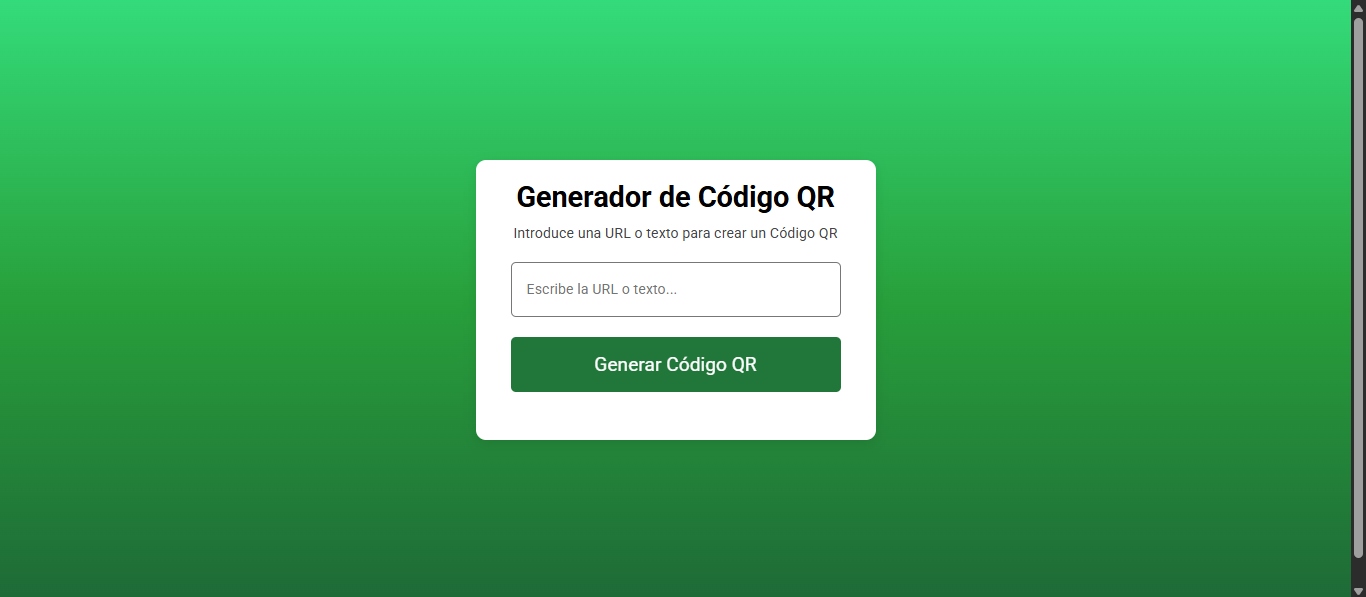 Generador de Código QR
Introduce una URL o texto para crear un Código QR
Escribe la URL o texto...
Generar Código QR